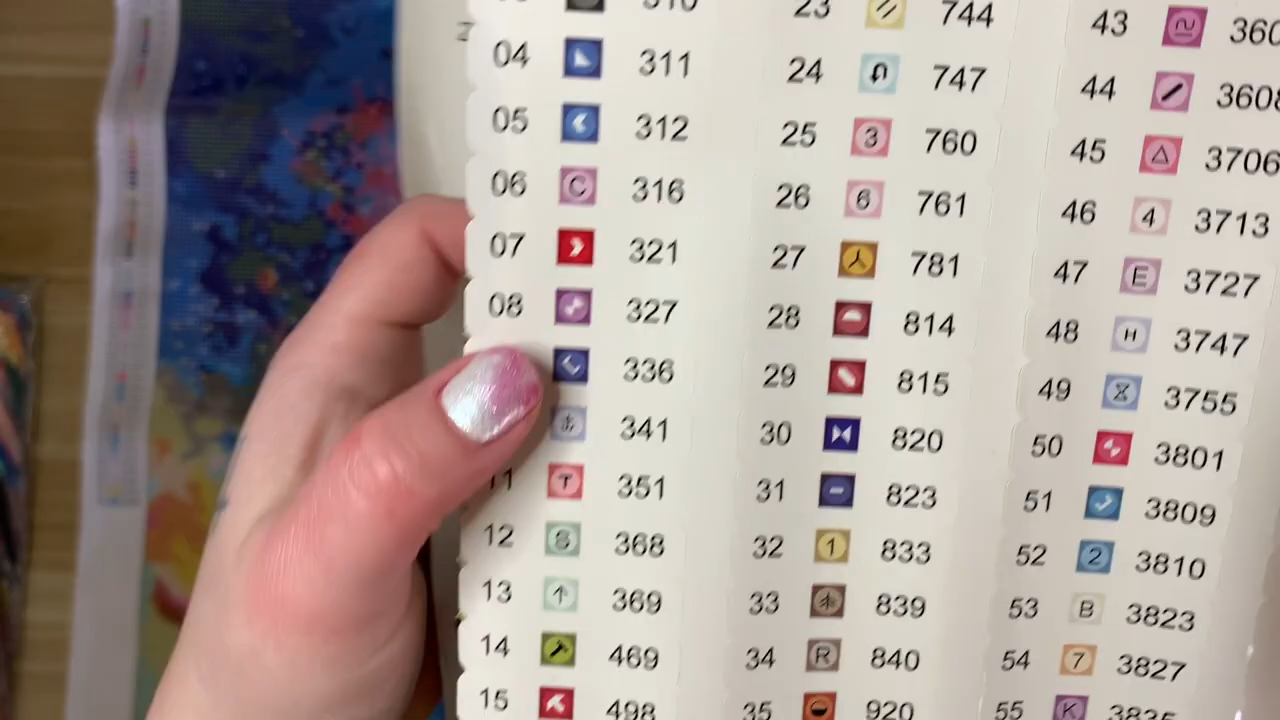 310
04 311
05 312
06 C 316
07 321
08 327
336
341
11 T 351
12 S 368
13 369
14 469
15 498
23 744
24 747
25 3 760
26 6 761
27 781
28 814
29 815
30 820
31 823
32 1 833
33 839
34 R 840
35 920
43 360
44 3608
45 3706
46 4 3713
47 E 3727
48 H 3747
49 3755
50 3801
51 3809
52 2 3810
53 B 3823
54 7 3827
55 K 3835